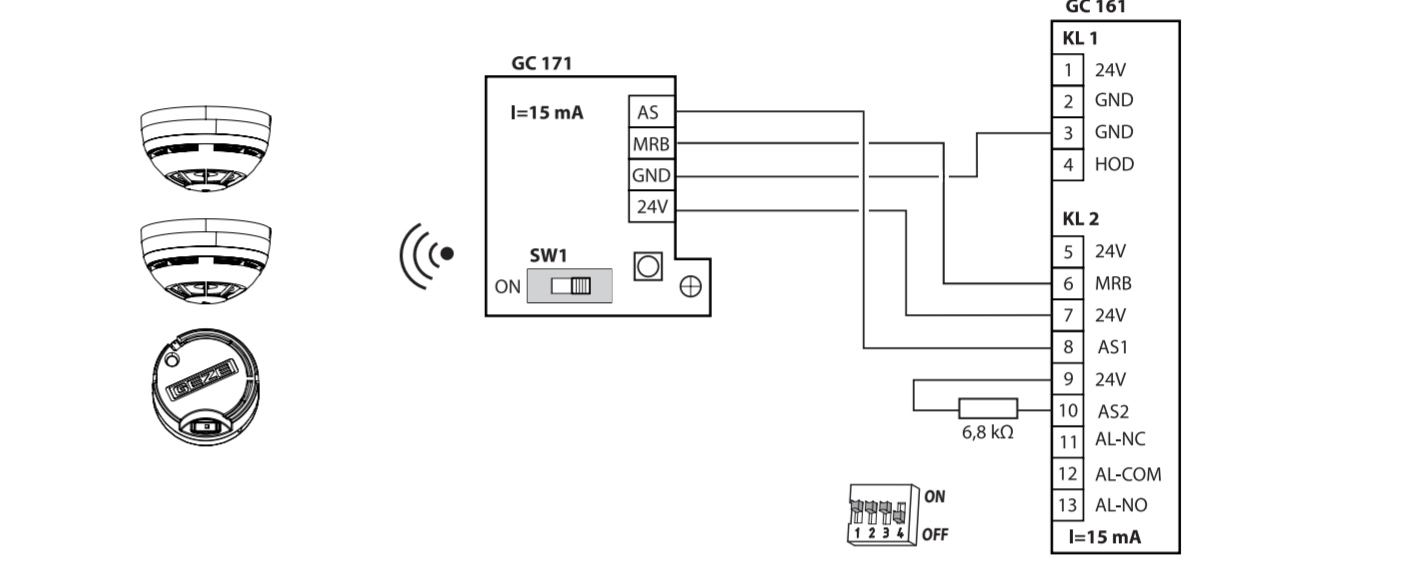 GC 161
KL 1
1 24V
2 GND
3 GND
4 HOD
KL 2
5 24V
6 MRB
7 24V
8 AS1
9 24V
10 AS2
11 AL-NC
12 AL-COM
13 AL-NO
I=15 mA
GC 171
I=15 mA
AS
MRB
GND
24V
SW1
ON
GEZE
6,8 kΩ
ON
1 2 3 4
OFF